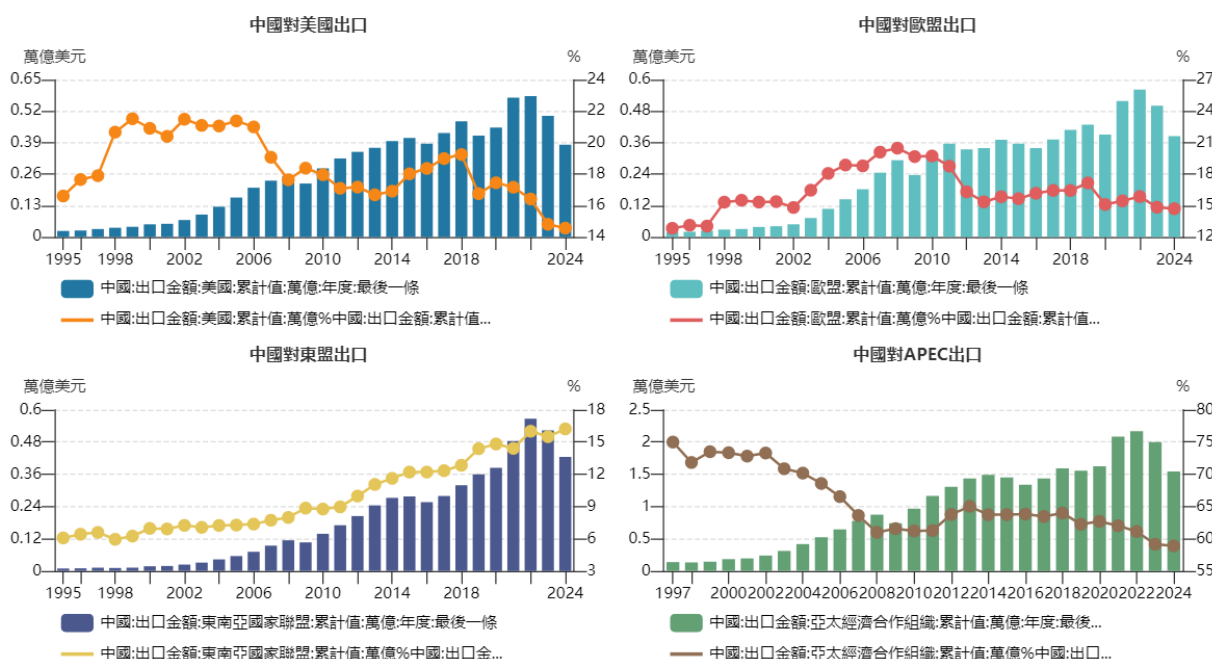 中國對美國出口
萬億美元 %
0.65 24
0.52 22
0.39 20
0.26 18
0.13 16
0 14
1995 1998 2002 2006 2010 2014 2018 2024
中國:出口金額:美國:累計值:萬億:年度:最後一條
中國:出口金額:美國:累計值:萬億%中國:出口金額:累計值...
中國對歐盟出口
萬億美元 %
0.6 27
0.48 24
0.36 21
0.24 18
0.12 15
0 12
1995 1998 2002 2006 2010 2014 2018 2024
中國:出口金額:歐盟:累計值:萬億:年度:最後一條
中國:出口金額:歐盟:累計值:萬億%中國:出口金額:累計值...
中國對東盟出口
萬億美元 %
0.6 18
0.48 15
0.36 12
0.24 9
0.12 6
0 3
1995 1998 2002 2006 2010 2014 2018 2024
中國:出口金額:東南亞國家聯盟:累計值:萬億:年度:最後一條
中國:出口金額:東南亞國家聯盟:累計值:萬億%中國:出口金...
中國對APEC出口
萬億美元 %
2.5 80
2 75
1.5 70
1 65
0.5 60
0 55
1997 2000 2002 2004 2006 2008 2010 2012 2014 2016 2018 2020 2022 2024
中國:出口金額:亞太經濟合作組織:累計值:萬億:年度:最後...
中國:出口金額:亞太經濟合作組織:累計值:萬億%中國:出口...